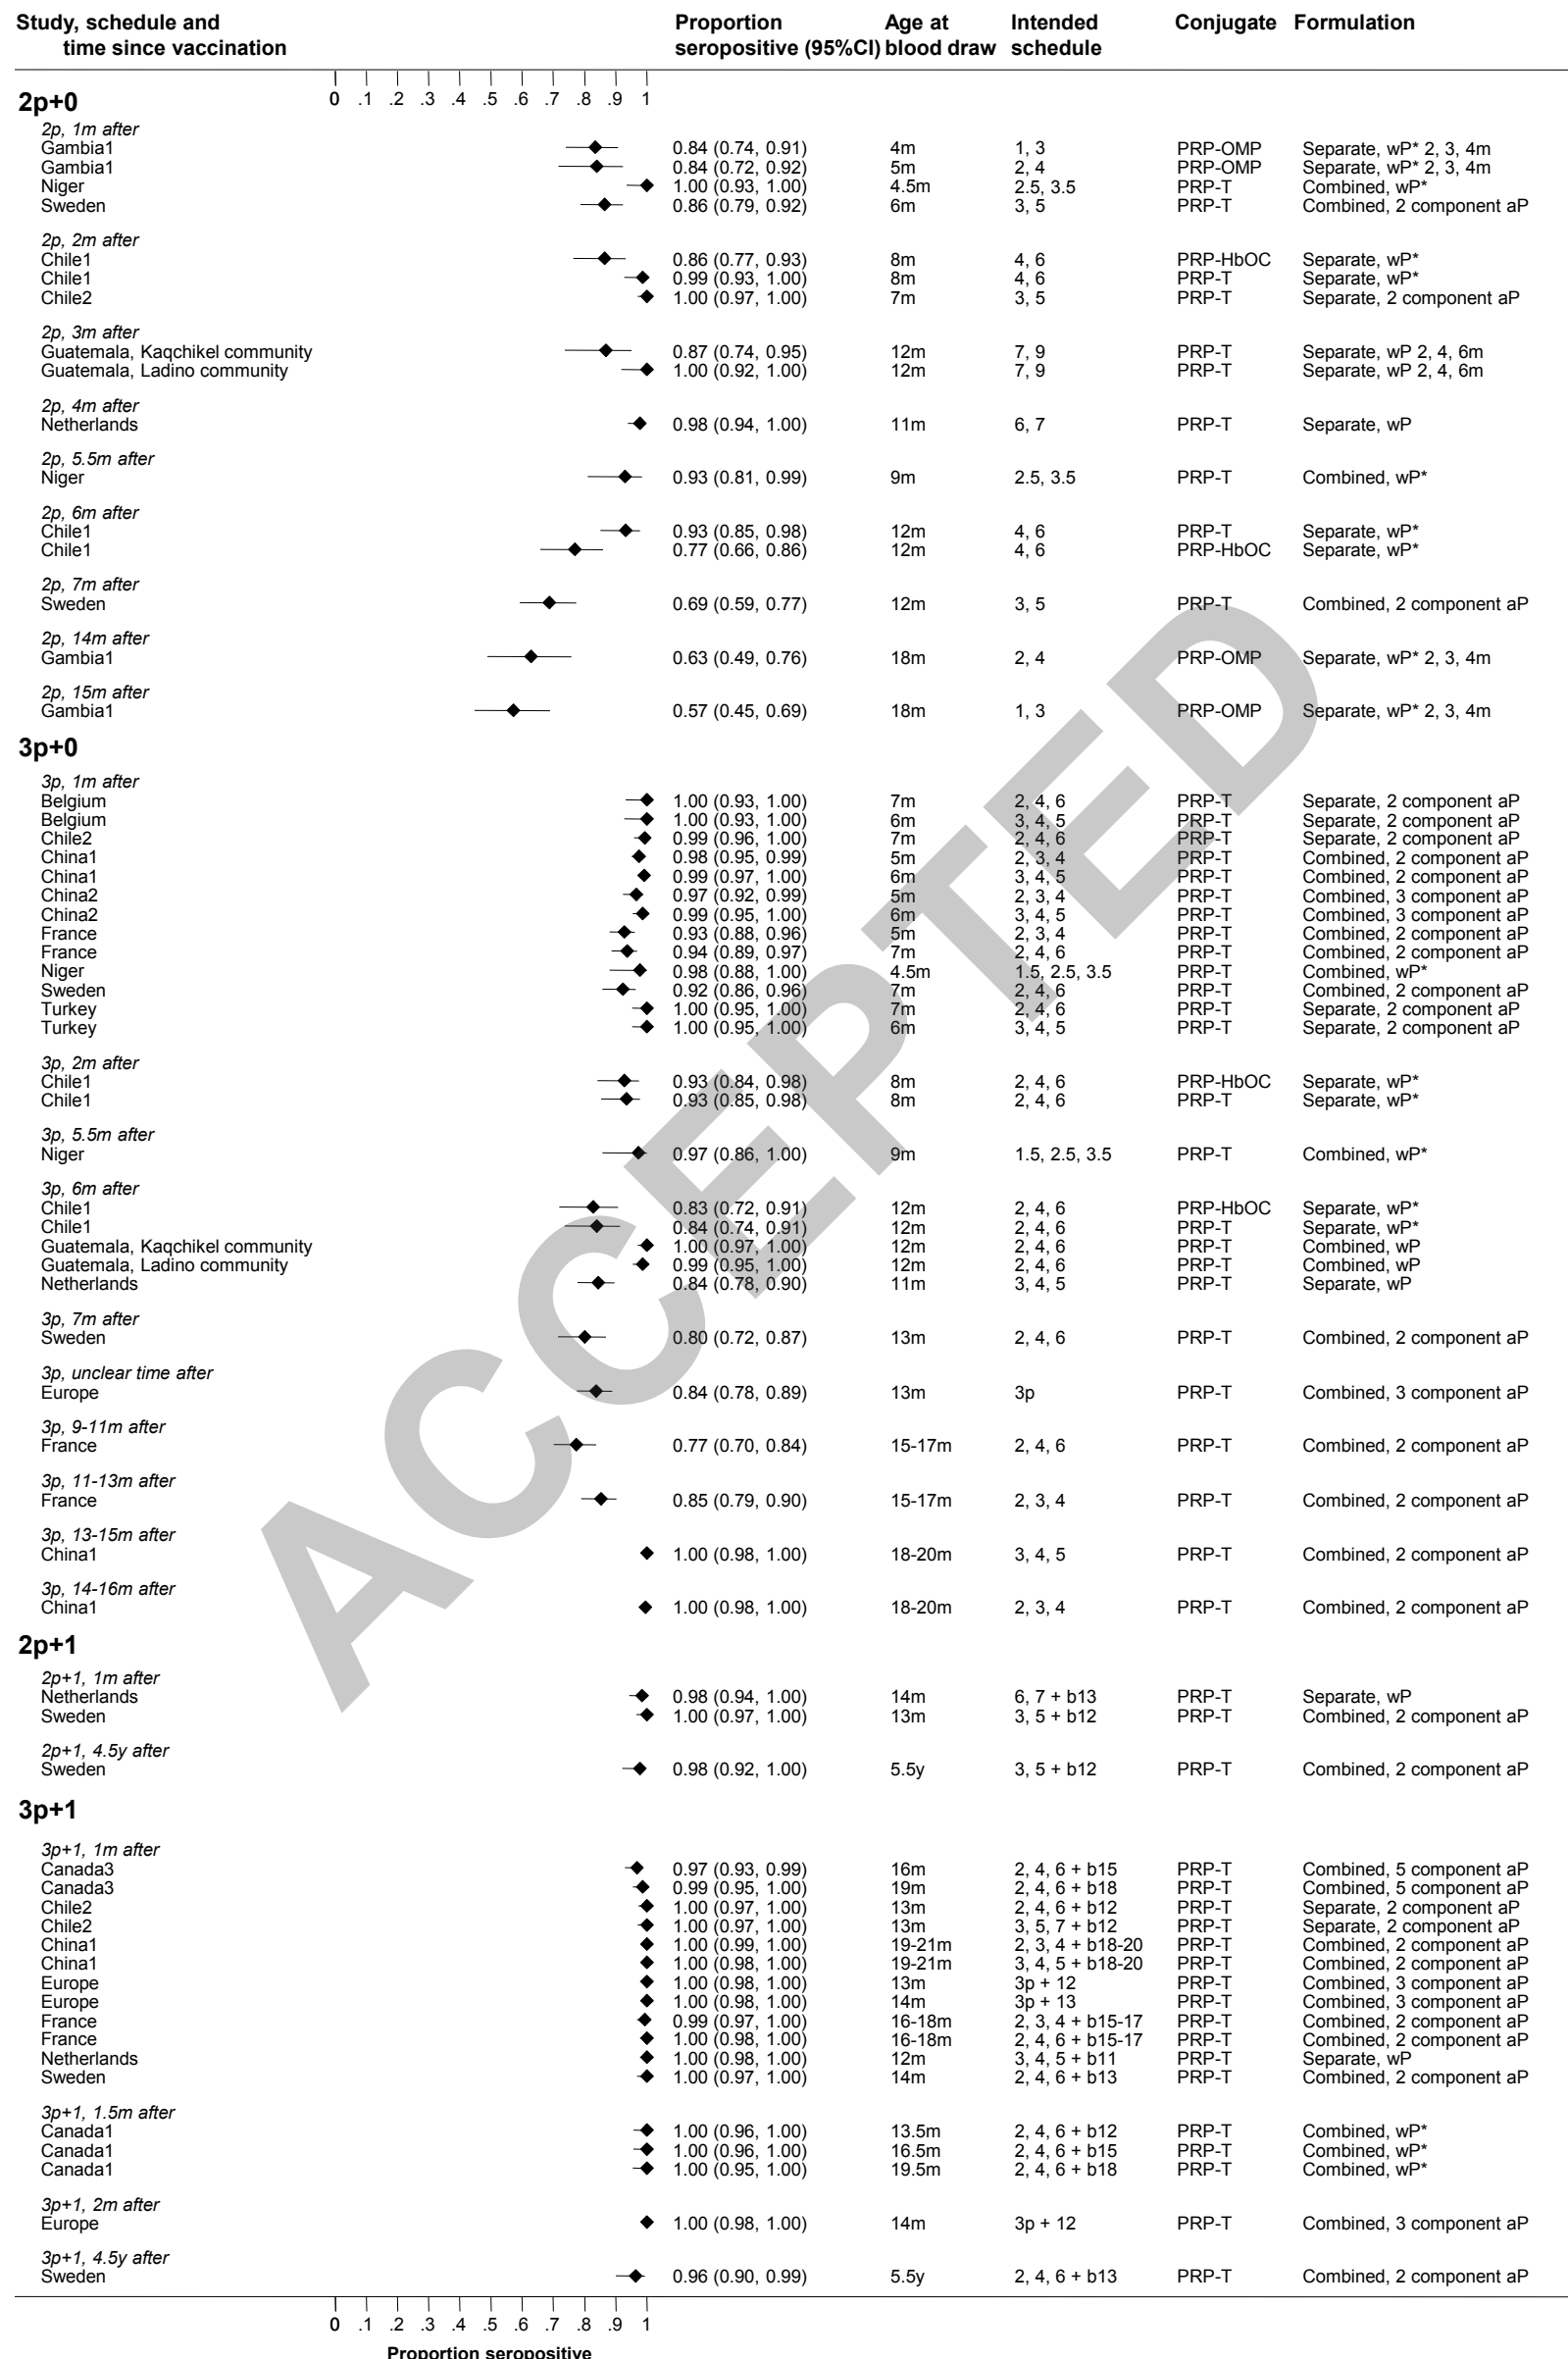 Study, schedule and Proportion Age at Intended Conjugate Formulation
time since vaccination seropositive (95%CI) blood draw schedule
0 .1 .2 .3 .4 .5 .6 .7 .8 .9 1
2p+0
2p, 1m after
Gambia1 0.84 (0.74, 0.91) 4m 1, 3 PRP-OMP Separate, wP* 2, 3, 4m
Gambia1 0.84 (0.72, 0.92) 5m 2, 4 PRP-OMP Separate, wP* 2, 3, 4m
Niger 1.00 (0.93, 1.00) 4.5m 2.5, 3.5 PRP-T Combined, wP*
Sweden 0.86 (0.79, 0.92) 6m 3, 5 PRP-T Combined, 2 component aP
2p, 2m after
Chile1 0.86 (0.77, 0.93) 8m 4, 6 PRP-HbOC Separate, wP*
Chile1 0.99 (0.93, 1.00) 8m 4, 6 PRP-T Separate, wP*
Chile2 1.00 (0.97, 1.00) 7m 3, 5 PRP-T Separate, 2 component aP
2p, 3m after
Guatemala, Kaqchikel community 0.87 (0.74, 0.95) 12m 7, 9 PRP-T Separate, wP 2, 4, 6m
Guatemala, Ladino community 1.00 (0.92, 1.00) 12m 7, 9 PRP-T Separate, wP 2, 4, 6m
2p, 4m after
Netherlands 0.98 (0.94, 1.00) 11m 6, 7 PRP-T Separate, wP
2p, 5.5m after
Niger 0.93 (0.81, 0.99) 9m 2.5, 3.5 PRP-T Combined, wP*
2p, 6m after
Chile1 0.93 (0.85, 0.98) 12m 4, 6 PRP-T Separate, wP*
Chile1 0.77 (0.66, 0.86) 12m 4, 6 PRP-HbOC Separate, wP*
2p, 7m after
Sweden 0.69 (0.59, 0.77) 12m 3, 5 PRP-T Combined, 2 component aP
2p, 14m after
Gambia1 0.63 (0.49, 0.76) 18m 2, 4 PRP-OMP Separate, wP* 2, 3, 4m
2p, 15m after
Gambia1 0.57 (0.45, 0.69) 18m 1, 3 PRP-OMP Separate, wP* 2, 3, 4m
3p+0
3p, 1m after
Belgium 1.00 (0.93, 1.00) 7m 2, 4, 6 PRP-T Separate, 2 component aP
Belgium 1.00 (0.93, 1.00) 6m 3, 4, 5 PRP-T Separate, 2 component aP
Chile2 0.99 (0.96, 1.00) 7m 2, 4, 6 PRP-T Separate, 2 component aP
China1 0.98 (0.95, 0.99) 5m 2, 3, 4 PRP-T Combined, 2 component aP
China1 0.99 (0.97, 1.00) 6m 3, 4, 5 PRP-T Combined, 2 component aP
China2 0.97 (0.92, 0.99) 5m 2, 3, 4 PRP-T Combined, 3 component aP
China2 0.99 (0.95, 1.00) 6m 3, 4, 5 PRP-T Combined, 3 component aP
France 0.93 (0.88, 0.96) 5m 2, 3, 4 PRP-T Combined, 2 component aP
France 0.94 (0.89, 0.97) 7m 2, 4, 6 PRP-T Combined, 2 component aP
Niger 0.98 (0.88, 1.00) 4.5m 1.5, 2.5, 3.5 PRP-T Combined, wP*
Sweden 0.92 (0.86, 0.96) 7m 2, 4, 6 PRP-T Combined, 2 component aP
Turkey 1.00 (0.95, 1.00) 7m 2, 4, 6 PRP-T Separate, 2 component aP
Turkey 1.00 (0.95, 1.00) 6m 3, 4, 5 PRP-T Separate, 2 component aP
3p, 2m after
Chile1 0.93 (0.84, 0.98) 8m 2, 4, 6 PRP-HbOC Separate, wP*
Chile1 0.93 (0.85, 0.98) 8m 2, 4, 6 PRP-T Separate, wP*
3p, 5.5m after
Niger 0.97 (0.86, 1.00) 9m 1.5, 2.5, 3.5 PRP-T Combined, wP*
3p, 6m after
Chile1 0.83 (0.72, 0.91) 12m 2, 4, 6 PRP-HbOC Separate, wP*
Chile1 0.84 (0.74, 0.91) 12m 2, 4, 6 PRP-T Separate, wP*
Guatemala, Kaqchikel community 1.00 (0.97, 1.00) 12m 2, 4, 6 PRP-T Combined, wP
Guatemala, Ladino community 0.99 (0.95, 1.00) 12m 2, 4, 6 PRP-T Combined, wP
Netherlands 0.84 (0.78, 0.90) 11m 3, 4, 5 PRP-T Separate, wP
3p, 7m after
Sweden 0.80 (0.72, 0.87) 13m 2, 4, 6 PRP-T Combined, 2 component aP
3p, unclear time after
Europe 0.84 (0.78, 0.89) 13m 3p PRP-T Combined, 3 component aP
3p, 9-11m after
France 0.77 (0.70, 0.84) 15-17m 2, 4, 6 PRP-T Combined, 2 component aP
3p, 11-13m after
France 0.85 (0.79, 0.90) 15-17m 2, 3, 4 PRP-T Combined, 2 component aP
3p, 13-15m after
China1 1.00 (0.98, 1.00) 18-20m 3, 4, 5 PRP-T Combined, 2 component aP
3p, 14-16m after
China1 1.00 (0.98, 1.00) 18-20m 2, 3, 4 PRP-T Combined, 2 component aP
2p+1
2p+1, 1m after
Netherlands 0.98 (0.94, 1.00) 14m 6, 7 + b13 PRP-T Separate, wP
Sweden 1.00 (0.97, 1.00) 13m 3, 5 + b12 PRP-T Combined, 2 component aP
2p+1, 4.5y after
Sweden 0.98 (0.92, 1.00) 5.5y 3, 5 + b12 PRP-T Combined, 2 component aP
3p+1
3p+1, 1m after
Canada3 0.97 (0.93, 0.99) 16m 2, 4, 6 + b15 PRP-T Combined, 5 component aP
Canada3 0.99 (0.95, 1.00) 19m 2, 4, 6 + b18 PRP-T Combined, 5 component aP
Chile2 1.00 (0.97, 1.00) 13m 2, 4, 6 + b12 PRP-T Separate, 2 component aP
Chile2 1.00 (0.97, 1.00) 13m 3, 5, 7 + b12 PRP-T Separate, 2 component aP
China1 1.00 (0.99, 1.00) 19-21m 2, 3, 4 + b18-20 PRP-T Combined, 2 component aP
China1 1.00 (0.98, 1.00) 19-21m 3, 4, 5 + b18-20 PRP-T Combined, 2 component aP
Europe 1.00 (0.98, 1.00) 13m 3p + 12 PRP-T Combined, 3 component aP
Europe 1.00 (0.98, 1.00) 14m 3p + 13 PRP-T Combined, 3 component aP
France 0.99 (0.97, 1.00) 16-18m 2, 3, 4 + b15-17 PRP-T Combined, 2 component aP
France 1.00 (0.98, 1.00) 16-18m 2, 4, 6 + b15-17 PRP-T Combined, 2 component aP
Netherlands 1.00 (0.98, 1.00) 12m 3, 4, 5 + b11 PRP-T Separate, wP
Sweden 1.00 (0.97, 1.00) 14m 2, 4, 6 + b13 PRP-T Combined, 2 component aP
3p+1, 1.5m after
Canada1 1.00 (0.96, 1.00) 13.5m 2, 4, 6 + b12 PRP-T Combined, wP*
Canada1 1.00 (0.96, 1.00) 16.5m 2, 4, 6 + b15 PRP-T Combined, wP*
Canada1 1.00 (0.95, 1.00) 19.5m 2, 4, 6 + b18 PRP-T Combined, wP*
3p+1, 2m after
Europe 1.00 (0.98, 1.00) 14m 3p + 12 PRP-T Combined, 3 component aP
3p+1, 4.5y after
Sweden 0.96 (0.90, 0.99) 5.5y 2, 4, 6 + b13 PRP-T Combined, 2 component aP
0 .1 .2 .3 .4 .5 .6 .7 .8 .9 1
Proportion seropositive
ACCEPTED